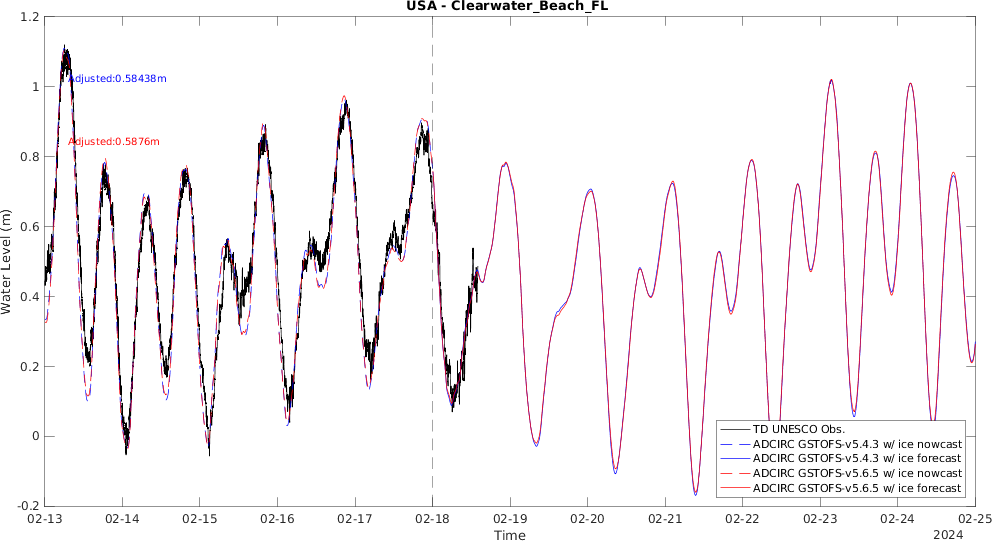 USA - Clearwater_Beach_FL
1.2
1
0.8
0.6
0.4
0.2
0
-0.2
Water Level (m)
Adjusted:0.58438m
Adjusted:0.5876m
TD UNESCO Obs.
ADCIRC GSTOFS-v5.4.3 w/ ice nowcast
ADCIRC GSTOFS-v5.4.3 w/ ice forecast
ADCIRC GSTOFS-v5.6.5 w/ ice nowcast
ADCIRC GSTOFS-v5.6.5 w/ ice forecast
02-13 02-14 02-15 02-16 02-17 02-18 02-19 02-20 02-21 02-22 02-23 02-24 02-25
Time
2024